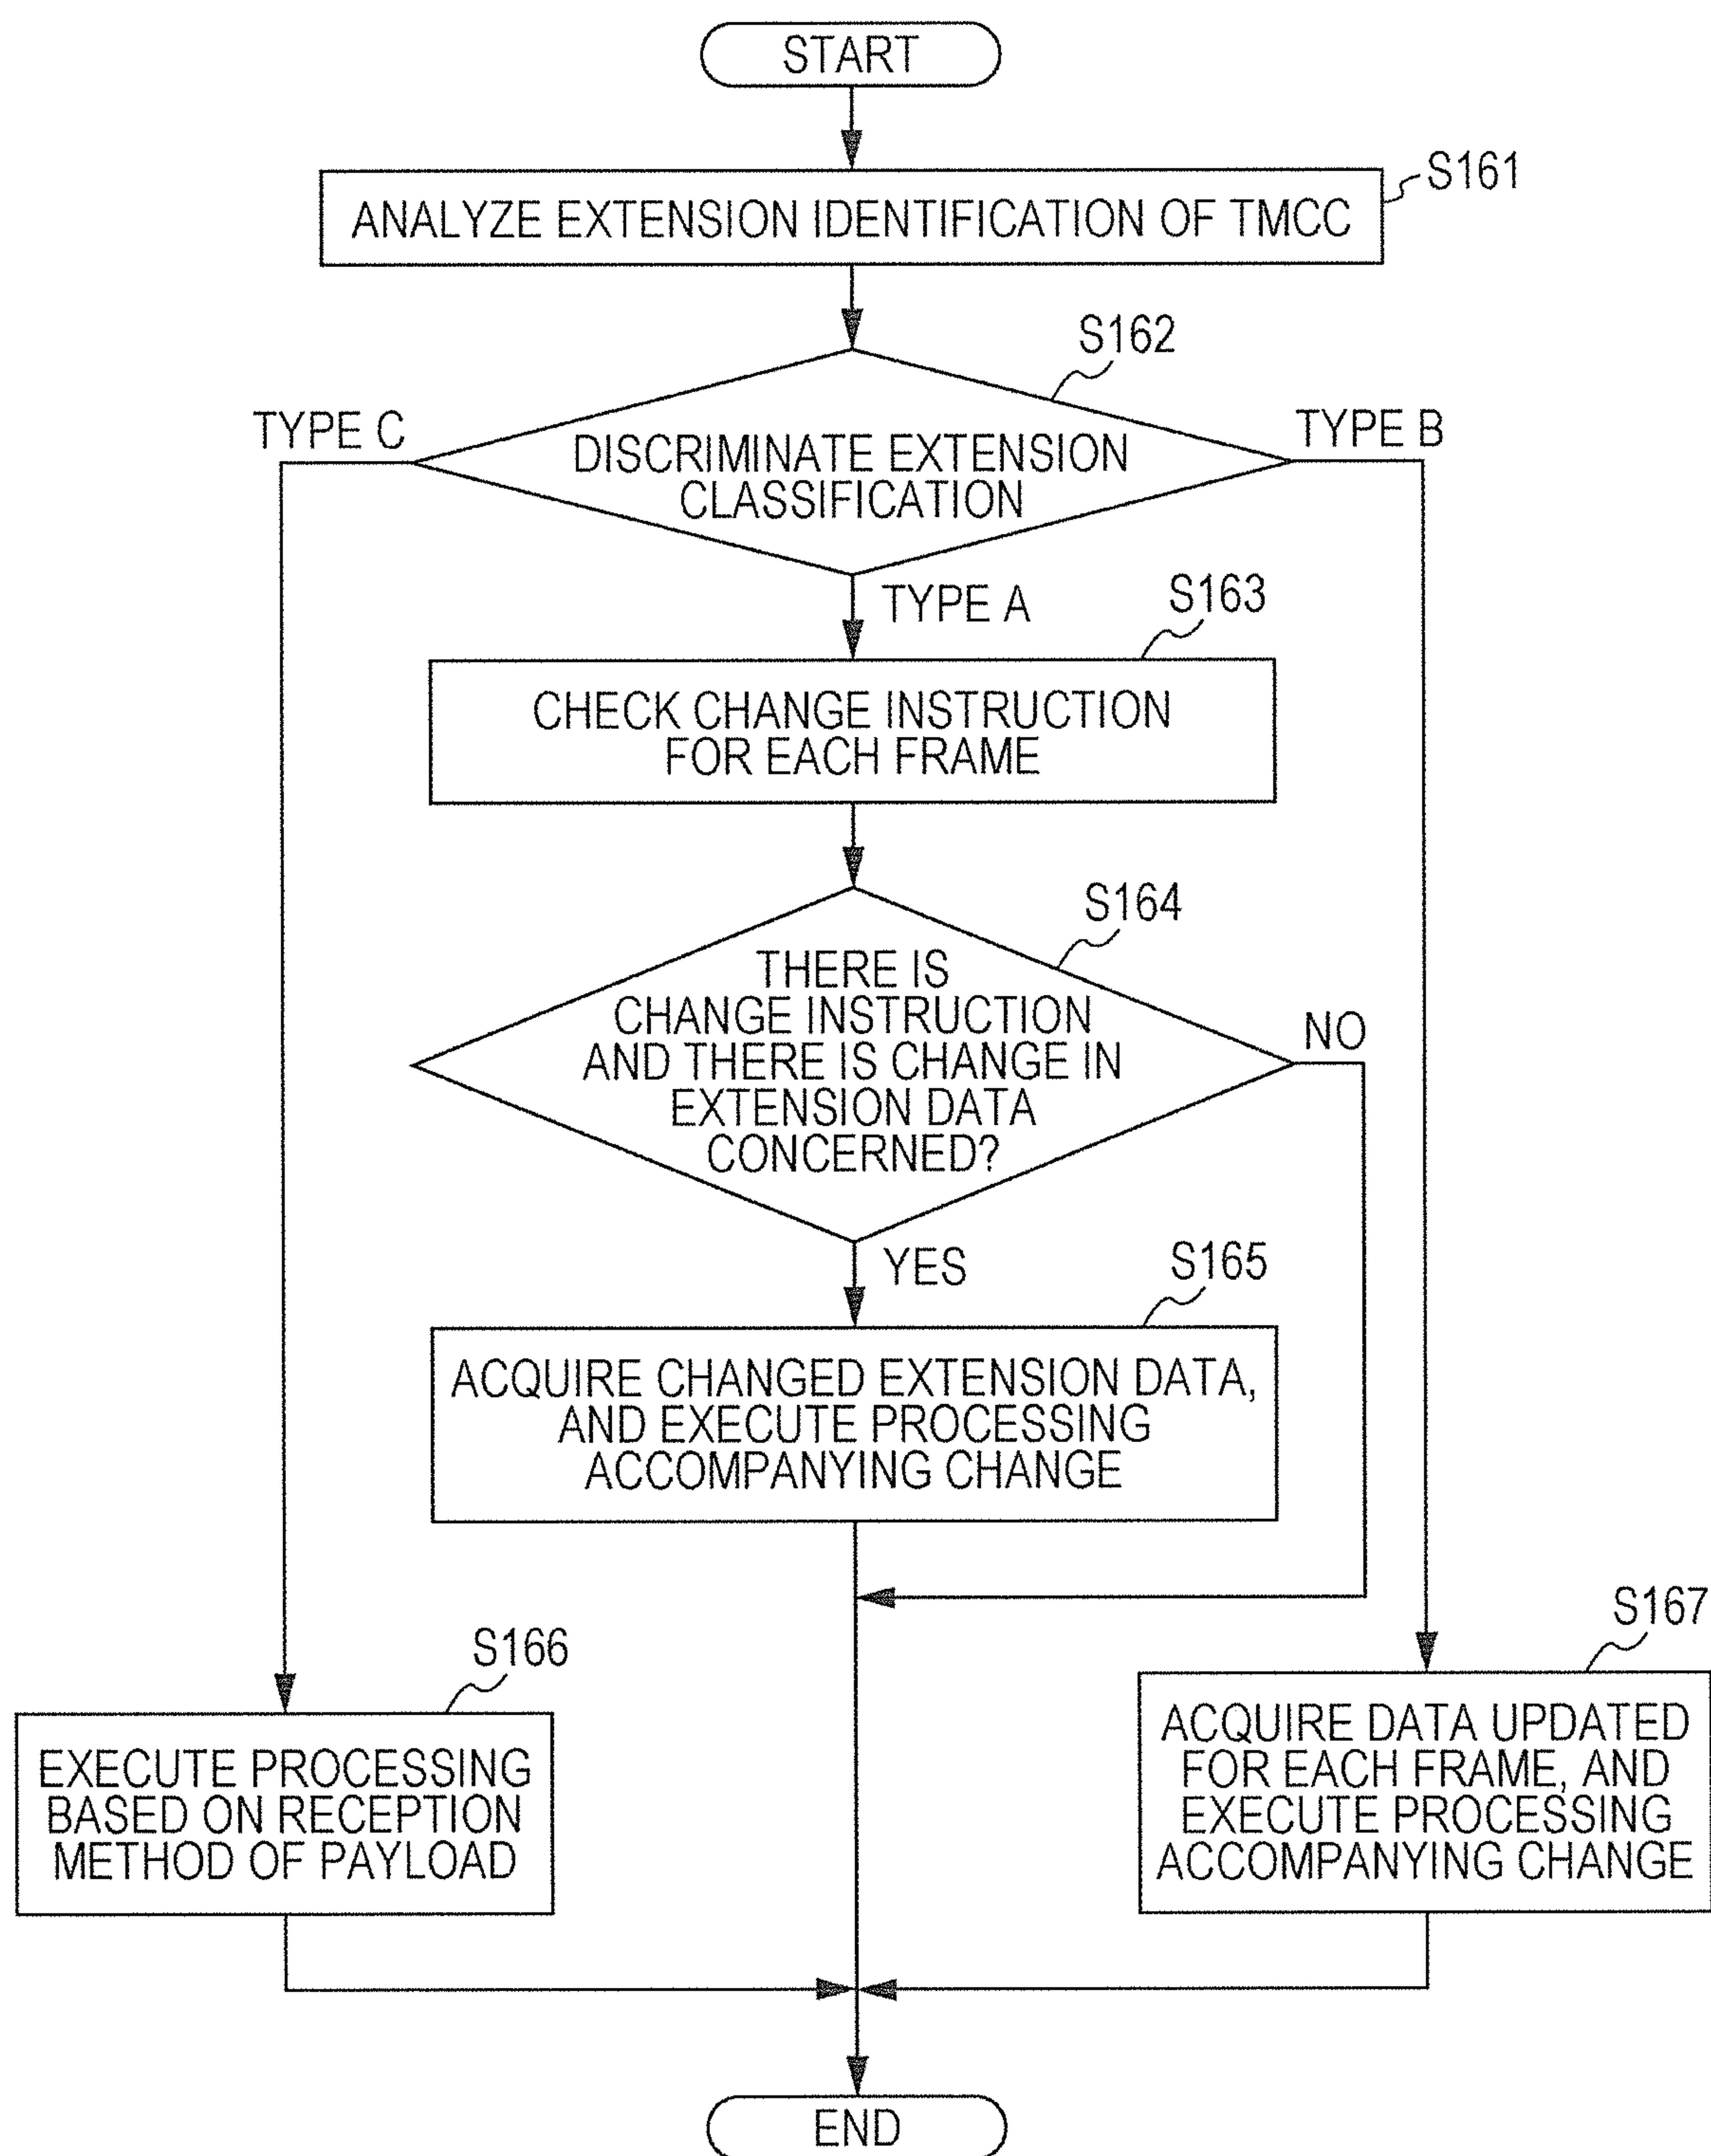 START
S161
ANALYZE EXTENSION IDENTIFICATION OF TMCC
S162
TYPE C
TYPE B
DISCRIMINATE EXTENSION
CLASSIFICATION
TYPE A
S163
CHECK CHANGE INSTRUCTION
FOR EACH FRAME
S164
THERE IS
CHANGE INSTRUCTION
AND THERE IS CHANGE IN
EXTENSION DATA
CONCERNED?
NO
YES
S165
ACQUIRE CHANGED EXTENSION DATA,
AND EXECUTE PROCESSING
ACCOMPANYING CHANGE
S166
EXECUTE PROCESSING
BASED ON RECEPTION
METHOD OF PAYLOAD
S167
ACQUIRE DATA UPDATED
FOR EACH FRAME, AND
EXECUTE PROCESSING
ACCOMPANYING CHANGE
END